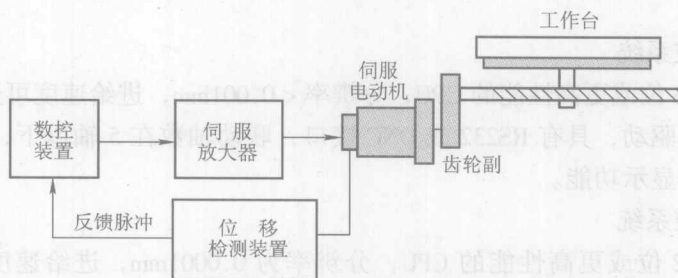 工作台
伺服
电动机
数控
装置
伺服
放大器
齿轮副
反馈脉冲
位移
检测装置